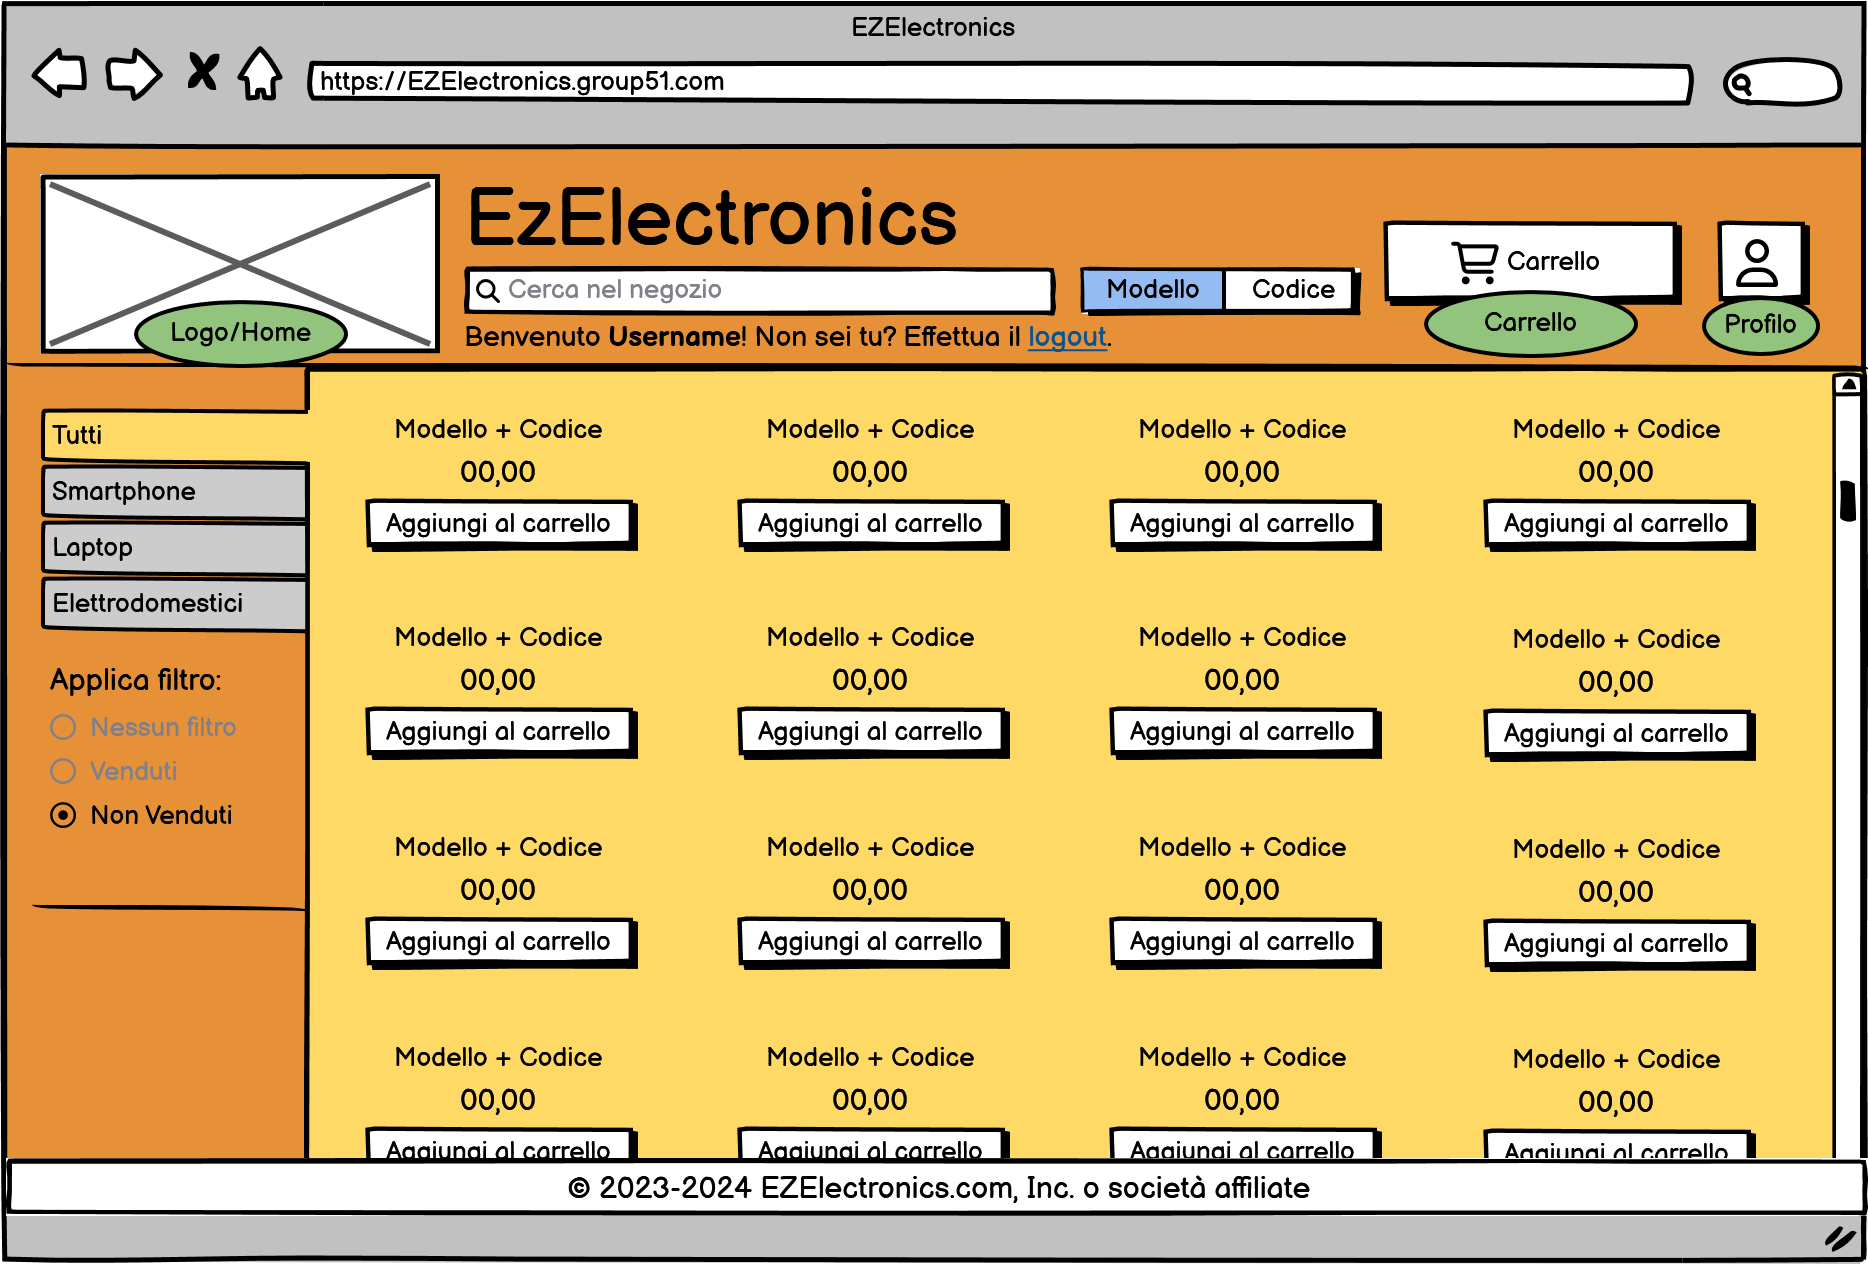 EZElectronics
https://EZElectronics.group51.com
EzElectronics
Cerca nel negozio
Modello Codice
Carrello
Logo/Home
Benvenuto Username! Non sei tu? Effettua il logout.
Carrello
Profilo
Tutti
Smartphone
Laptop
Elettrodomestici
Applica filtro:
Nessun filtro
Venduti
Non Venduti
Modello + Codice Modello + Codice Modello + Codice Modello + Codice
00,00 00,00 00,00 00,00
Aggiungi al carrello Aggiungi al carrello Aggiungi al carrello Aggiungi al carrello
Modello + Codice Modello + Codice Modello + Codice Modello + Codice
00,00 00,00 00,00 00,00
Aggiungi al carrello Aggiungi al carrello Aggiungi al carrello Aggiungi al carrello
Modello + Codice Modello + Codice Modello + Codice Modello + Codice
00,00 00,00 00,00 00,00
Aggiungi al carrello Aggiungi al carrello Aggiungi al carrello Aggiungi al carrello
Modello + Codice Modello + Codice Modello + Codice Modello + Codice
00,00 00,00 00,00 00,00
Aggiungi al carrello Aggiungi al carrello Aggiungi al carrello Aggiungi al carrello
© 2023-2024 EZElectronics.com, Inc. o società affiliate